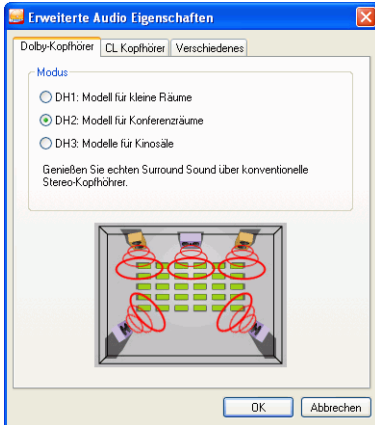 Erweiterte Audio Eigenschaften
Dolby-Kopfhörer CL Kopfhörer Verschiedenes
Modus
DH1: Modell für kleine Räume
DH2: Modell für Konferenzräume
DH3: Modelle für Kinosäle
Genießen Sie echten Surround Sound über konventionelle
Stereo-Kopfhöhrer.
OK Abbrechen